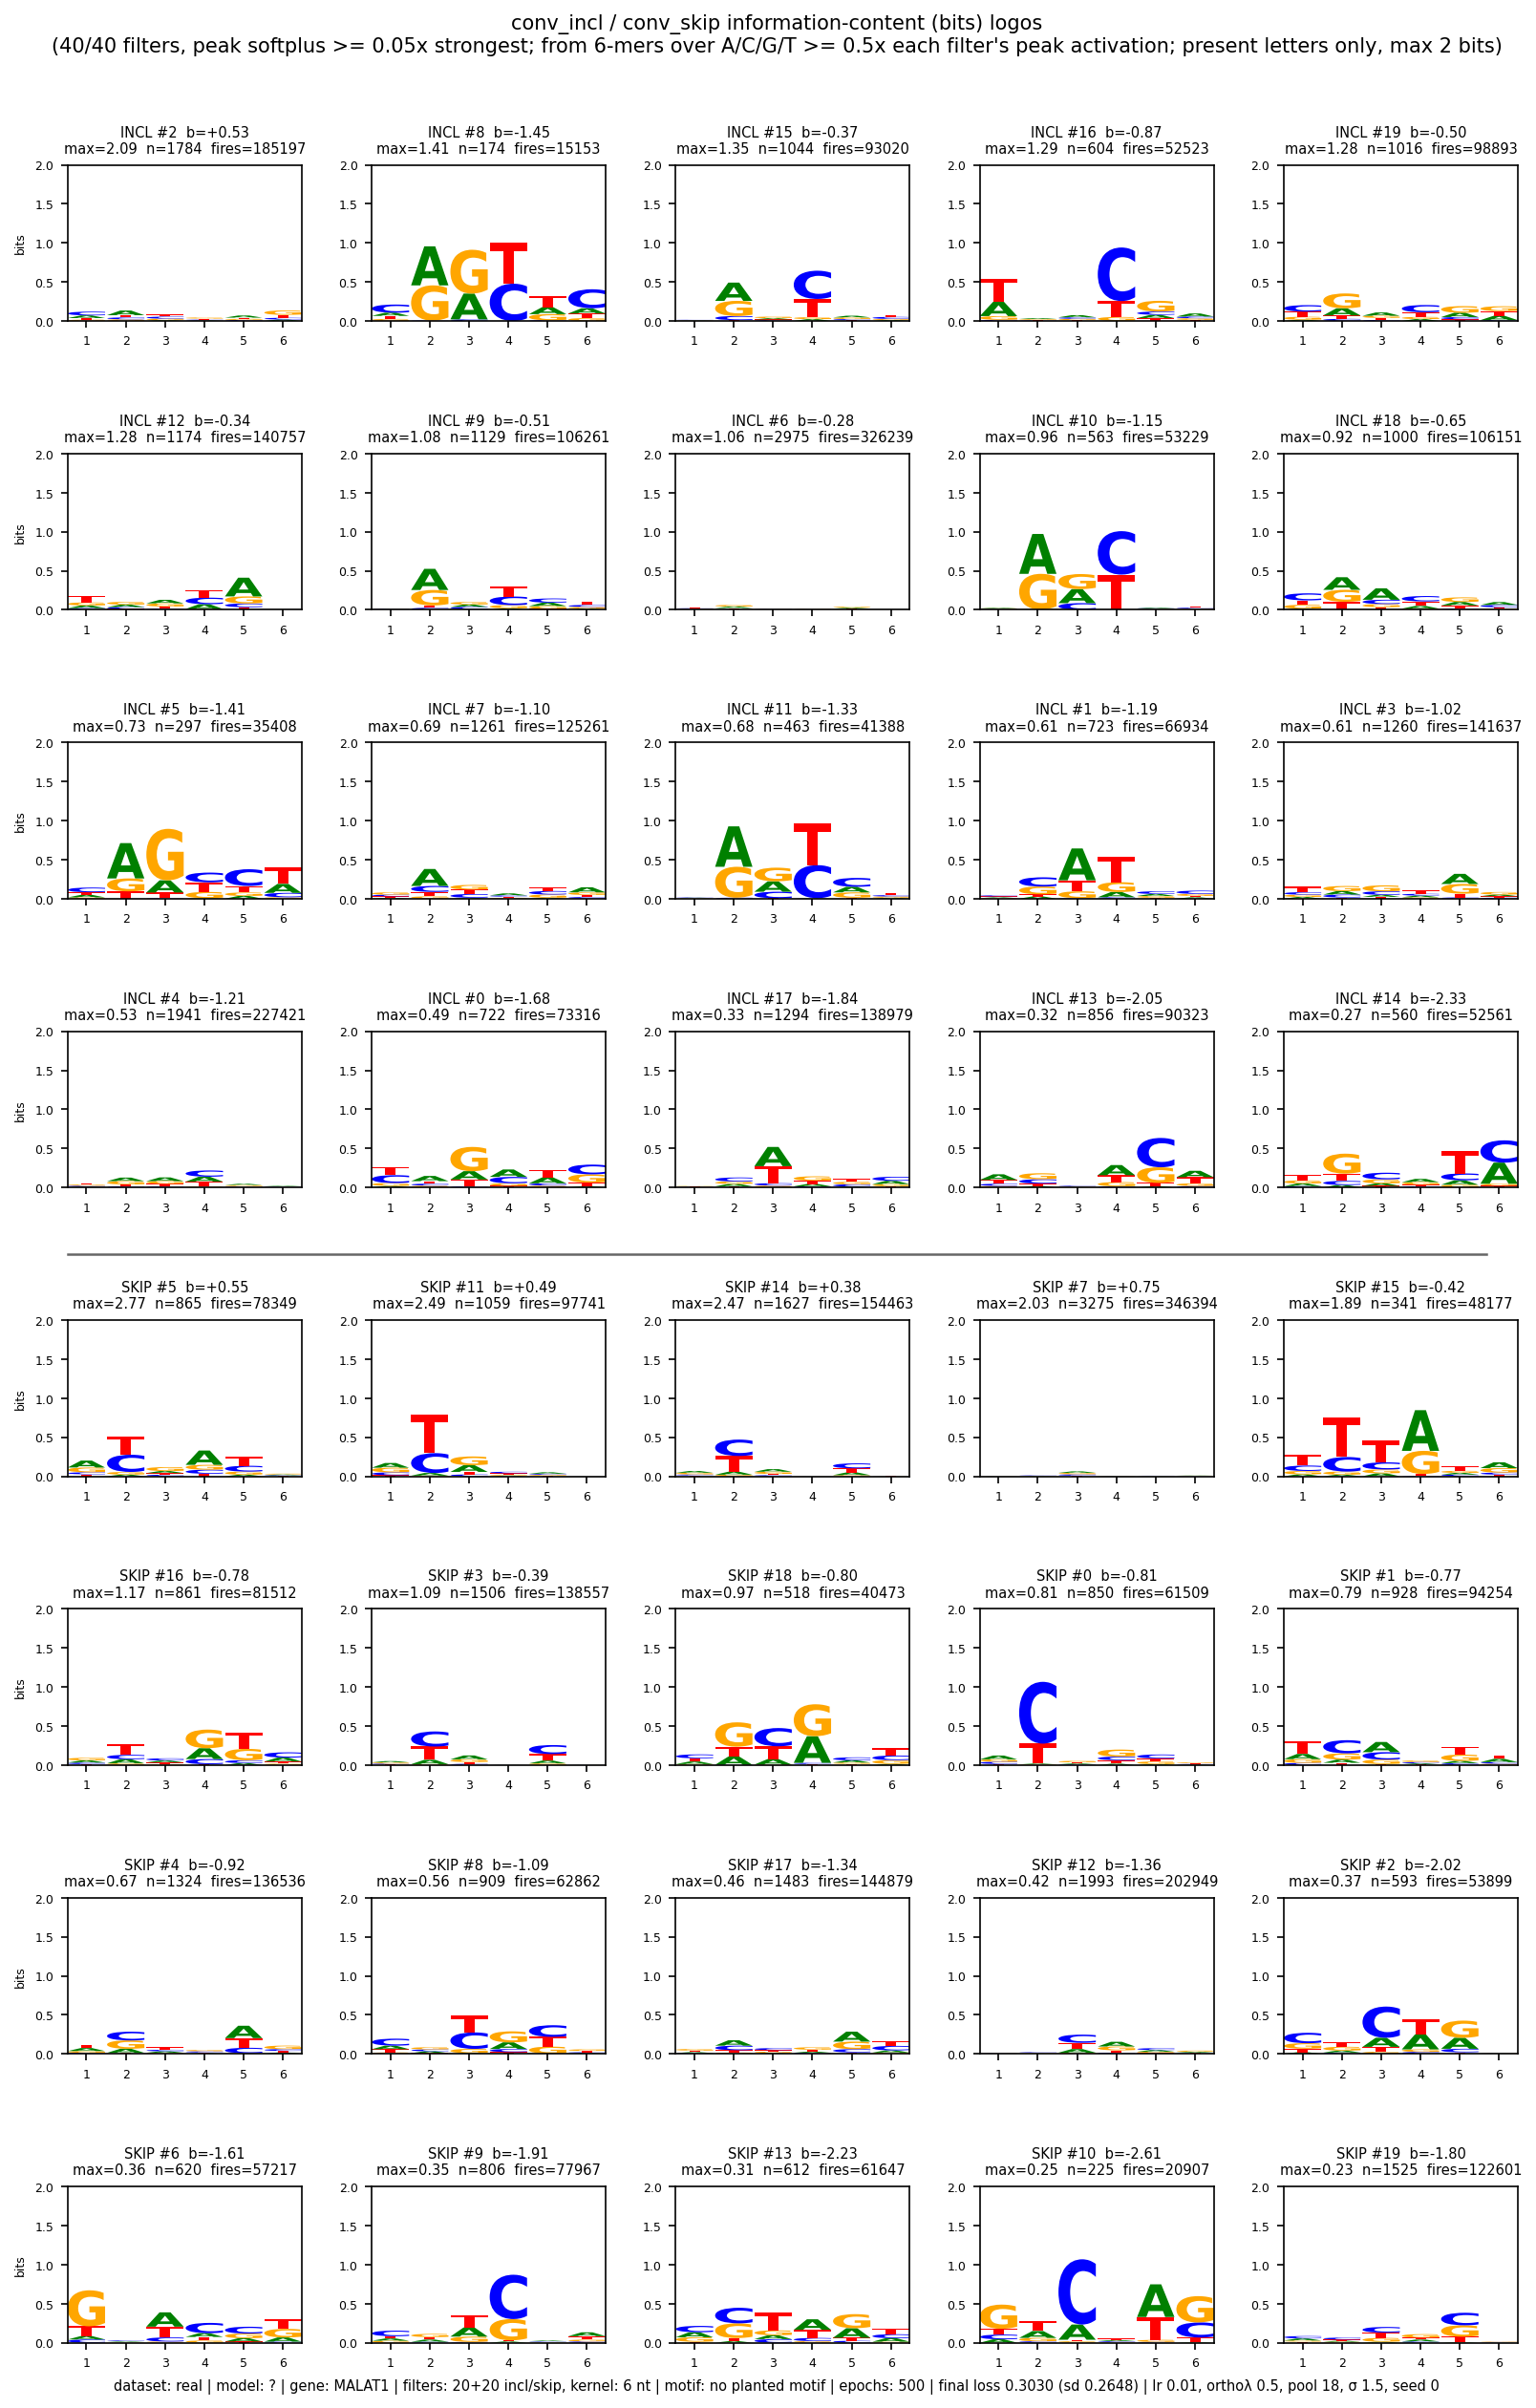 conv_incl / conv_skip information-content (bits) logos
(40/40 filters, peak softplus >= 0.05x strongest; from 6-mers over A/C/G/T >= 0.5x each filter's peak activation; present letters only, max 2 bits)
INCL #2 b=+0.53
max=2.09 n=1784 fires=185197
INCL #8 b=-1.45
max=1.41 n=174 fires=15153
INCL #15 b=-0.37
max=1.35 n=1044 fires=93020
INCL #16 b=-0.87
max=1.29 n=604 fires=52523
INCL #19 b=-0.50
max=1.28 n=1016 fires=98893
INCL #12 b=-0.34
max=1.28 n=1174 fires=140757
INCL #9 b=-0.51
max=1.08 n=1129 fires=106261
INCL #6 b=-0.28
max=1.06 n=2975 fires=326239
INCL #10 b=-1.15
max=0.96 n=563 fires=53229
INCL #18 b=-0.65
max=0.92 n=1000 fires=106151
INCL #5 b=-1.41
max=0.73 n=297 fires=35408
INCL #7 b=-1.10
max=0.69 n=1261 fires=125261
INCL #11 b=-1.33
max=0.68 n=463 fires=41388
INCL #1 b=-1.19
max=0.61 n=723 fires=66934
INCL #3 b=-1.02
max=0.61 n=1260 fires=141637
INCL #4 b=-1.21
max=0.53 n=1941 fires=227421
INCL #0 b=-1.68
max=0.49 n=722 fires=73316
INCL #17 b=-1.84
max=0.33 n=1294 fires=138979
INCL #13 b=-2.05
max=0.32 n=856 fires=90323
INCL #14 b=-2.33
max=0.27 n=560 fires=52561
SKIP #5 b=+0.55
max=2.77 n=865 fires=78349
SKIP #11 b=+0.49
max=2.49 n=1059 fires=97741
SKIP #14 b=+0.38
max=2.47 n=1627 fires=154463
SKIP #7 b=+0.75
max=2.03 n=3275 fires=346394
SKIP #15 b=-0.42
max=1.89 n=341 fires=48177
SKIP #16 b=-0.78
max=1.17 n=861 fires=81512
SKIP #3 b=-0.39
max=1.09 n=1506 fires=138557
SKIP #18 b=-0.80
max=0.97 n=518 fires=40473
SKIP #0 b=-0.81
max=0.81 n=850 fires=61509
SKIP #1 b=-0.77
max=0.79 n=928 fires=94254
SKIP #4 b=-0.92
max=0.67 n=1324 fires=136536
SKIP #8 b=-1.09
max=0.56 n=909 fires=62862
SKIP #17 b=-1.34
max=0.46 n=1483 fires=144879
SKIP #12 b=-1.36
max=0.42 n=1993 fires=202949
SKIP #2 b=-2.02
max=0.37 n=593 fires=53899
SKIP #6 b=-1.61
max=0.36 n=620 fires=57217
SKIP #9 b=-1.91
max=0.35 n=806 fires=77967
SKIP #13 b=-2.23
max=0.31 n=612 fires=61647
SKIP #10 b=-2.61
max=0.25 n=225 fires=20907
SKIP #19 b=-1.80
max=0.23 n=1525 fires=122601
bits
0.0 0.5 1.0 1.5 2.0
1 2 3 4 5 6
dataset: real | model: ? | gene: MALAT1 | filters: 20+20 incl/skip, kernel: 6 nt | motif: no planted motif | epochs: 500 | final loss 0.3030 (sd 0.2648) | lr 0.01, orthoλ 0.5, pool 18, σ 1.5, seed 0